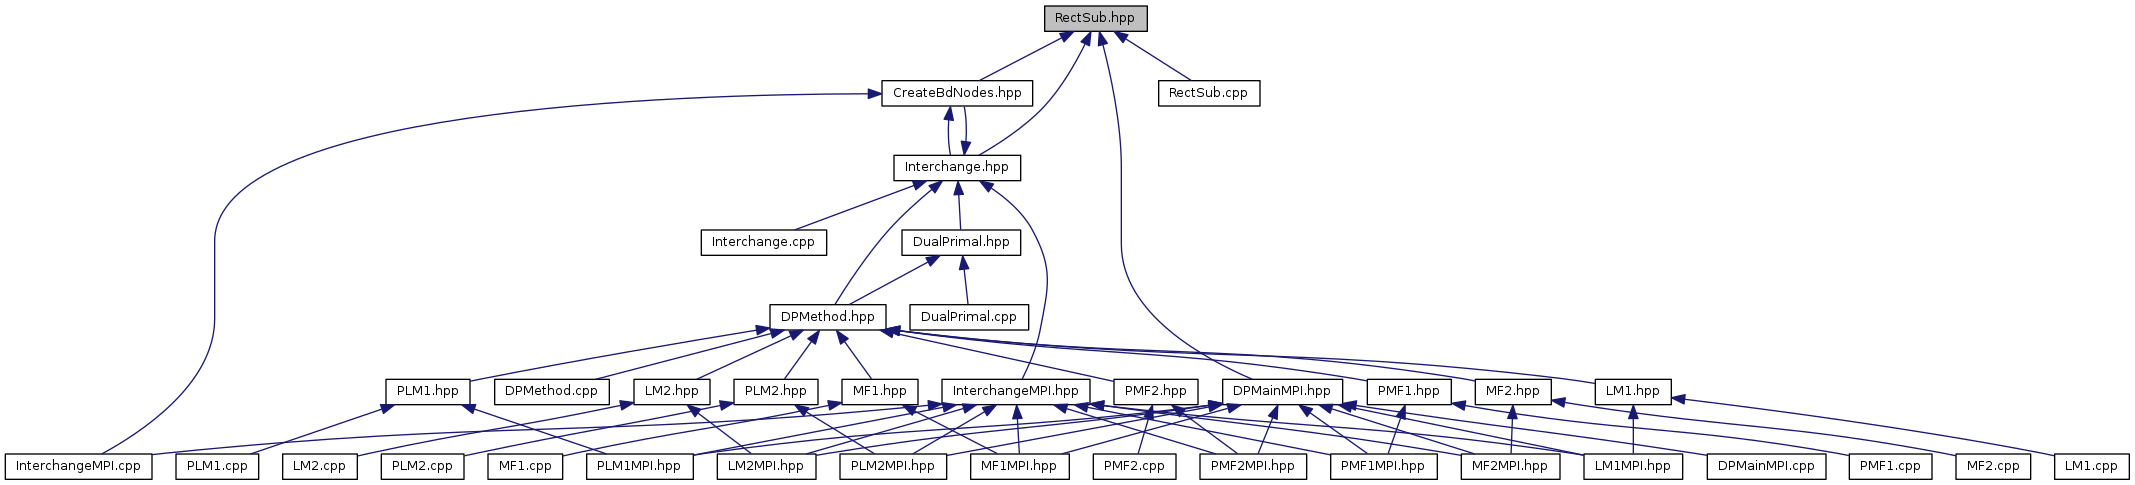 RectSub.hpp
CreateBdNodes.hpp
RectSub.cpp
Interchange.hpp
Interchange.cpp
DualPrimal.hpp
DPMethod.hpp
DualPrimal.cpp
PLM1.hpp
DPMethod.cpp
LM2.hpp
PLM2.hpp
MF1.hpp
InterchangeMPI.hpp
PMF2.hpp
DPMainMPI.hpp
PMF1.hpp
MF2.hpp
LM1.hpp
InterchangeMPI.cpp
PLM1.cpp
LM2.cpp
PLM2.cpp
MF1.cpp
PLM1MPI.hpp
LM2MPI.hpp
PLM2MPI.hpp
MF1MPI.hpp
PMF2.cpp
PMF2MPI.hpp
PMF1MPI.hpp
MF2MPI.hpp
LM1MPI.hpp
DPMainMPI.cpp
PMF1.cpp
MF2.cpp
LM1.cpp